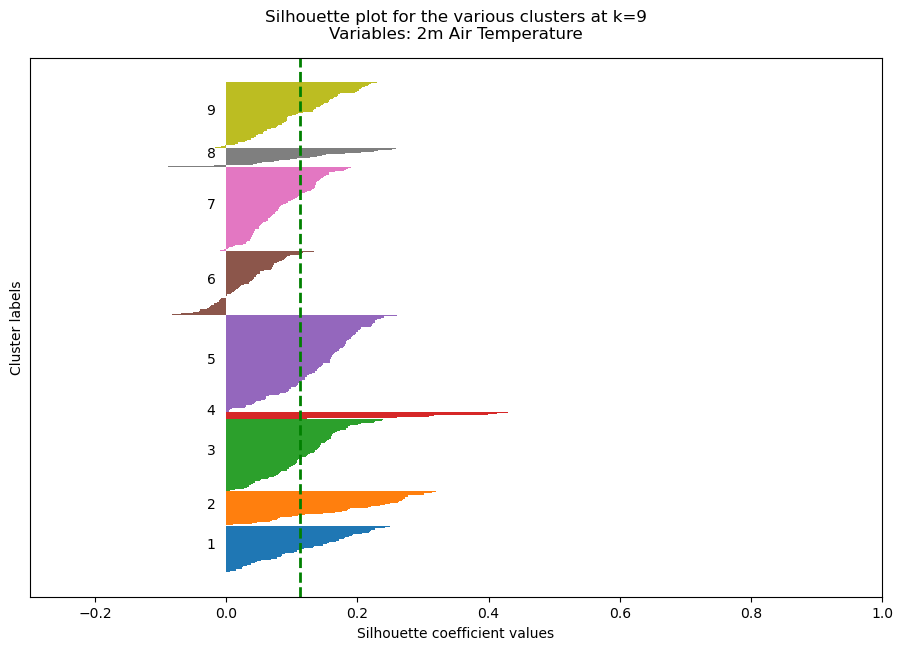 Silhouette plot for the various clusters at k=9
Variables: 2m Air Temperature
Cluster labels
9
8
7
6
5
4
3
2
1
−0.2 0.0 0.2 0.4 0.6 0.8 1.0
Silhouette coefficient values